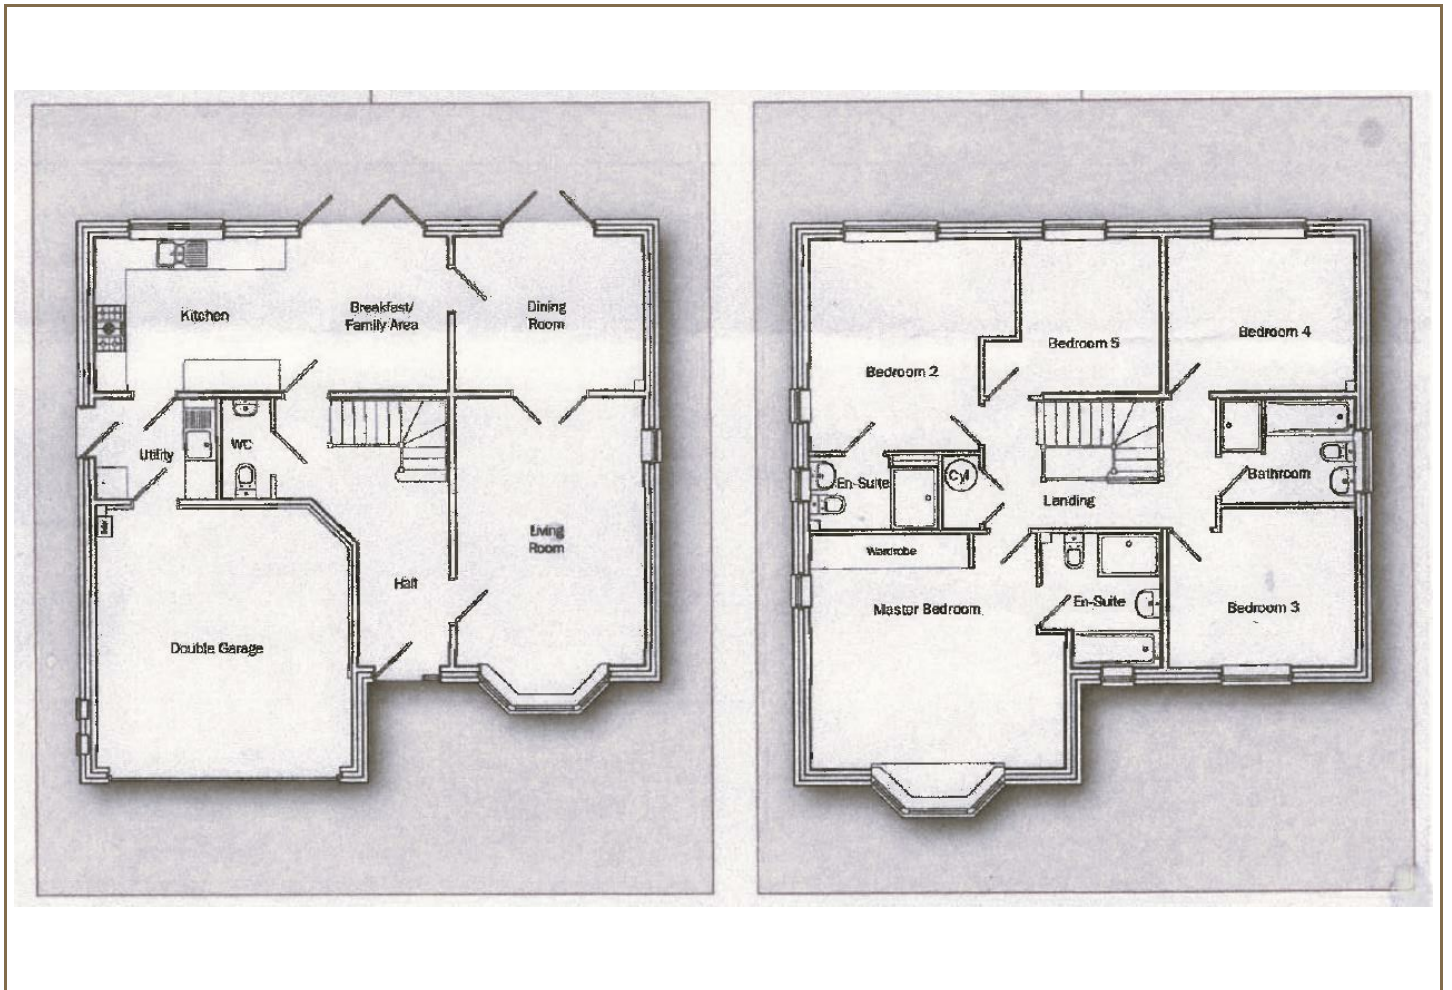 Kitchen
Breakfast/
Family Area
Dining
Room
WC
Utility
Living
Room
Hall
Double Garage
Bedroom 2
Bedroom 5
Bedroom 4
En-Suite
Cyl
Landing
Bathroom
Wardrobe
Master Bedroom
En-Suite
Bedroom 3